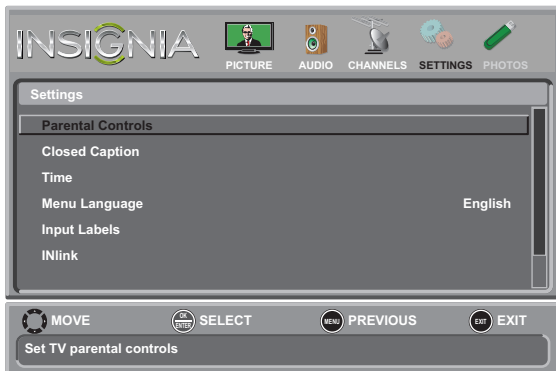 INSIGNIA
PICTURE AUDIO CHANNELS SETTINGS PHOTOS
Settings
Parental Controls
Closed Caption
Time
Menu Language English
Input Labels
INlink
MOVE OK ENTER SELECT MENU PREVIOUS EXIT EXIT
Set TV parental controls